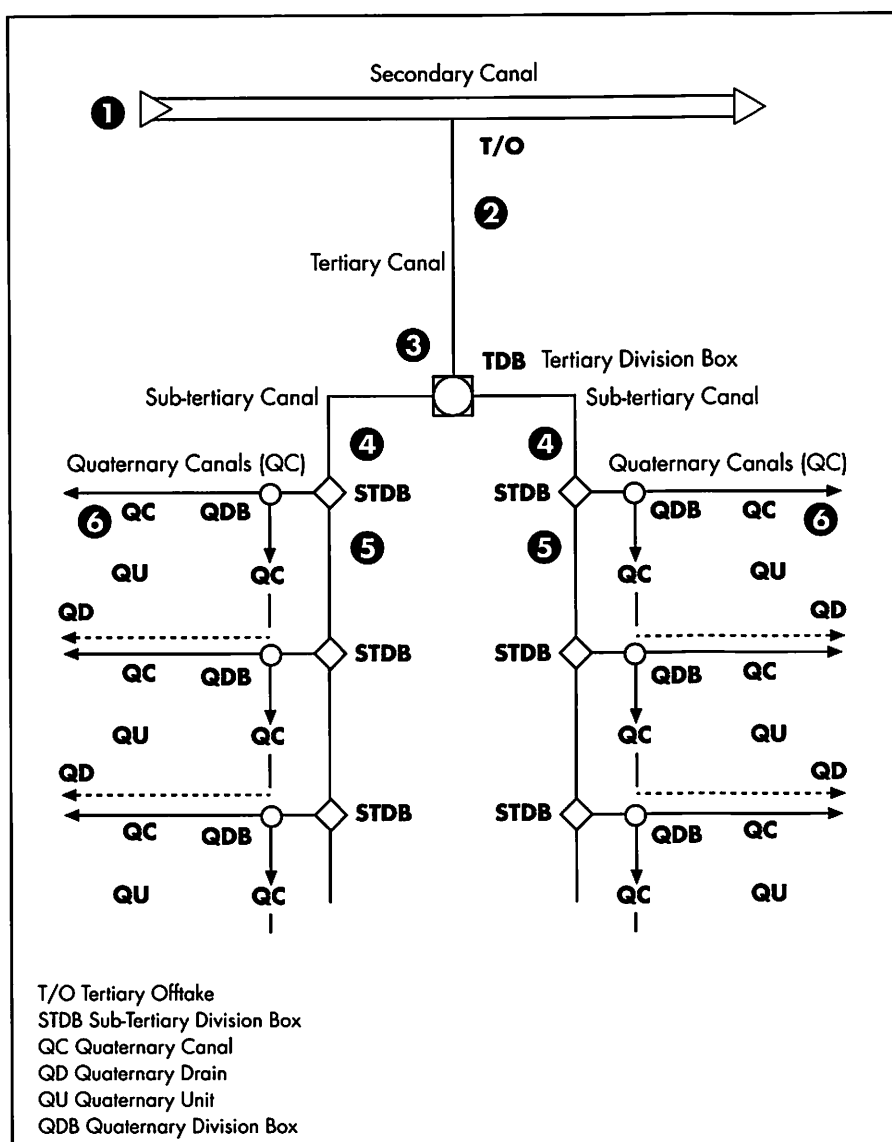 Secondary Canal
1
T/O
2
Tertiary Canal
3
TDB Tertiary Division Box
Sub-tertiary Canal
Sub-tertiary Canal
4
4
Quaternary Canals (QC)
Quaternary Canals (QC)
6 QC QDB STDB
STDB QDB QC 6
5
5
QU QC
QC QU
QD
QD
QC QDB STDB
STDB QDB QC
QU QC
QC QU
QD
QD
QC QDB STDB
STDB QDB QC
QU QC
QC QU
T/O Tertiary Offtake
STDB Sub-Tertiary Division Box
QC Quaternary Canal
QD Quaternary Drain
QU Quaternary Unit
QDB Quaternary Division Box